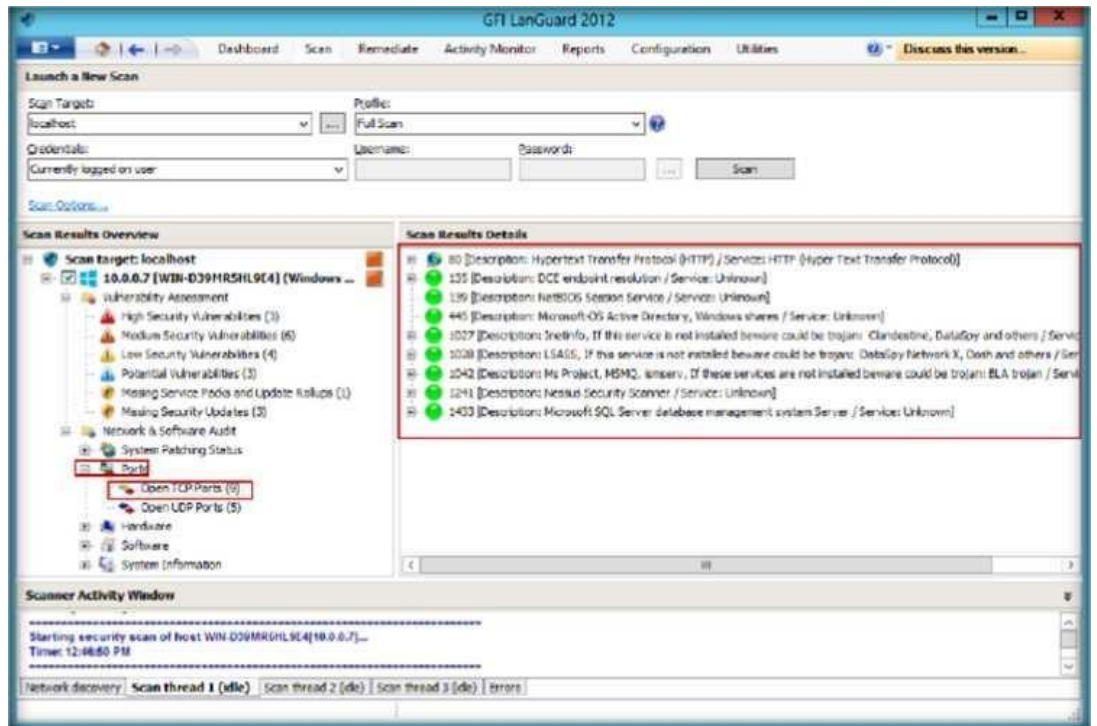 GFI LanGuard 2012
Dashboard Scan Remediate Activity Monitor Reports Configuration Utilities Discuss this version...
Launch a New Scan
Scan Target: Profile:
localhost ... Full Scan
Credentials: Username: Password:
Currently logged on user ... Scan
Scan Options...
Scan Results Overview
Scan target: localhost
10.0.0.7 [WIN-D39MR5HL9E4] (Windows ...
Vulnerability Assessment
High Security Vulnerabilities (3)
Medium Security Vulnerabilities (6)
Low Security Vulnerabilities (4)
Potential Vulnerabilities (3)
Missing Service Packs and Update Rollups (1)
Missing Security Updates (3)
Network & Software Audit
System Patching Status
Ports
Open TCP Ports (9)
Open UDP Ports (5)
Hardware
Software
System Information
Scan Results Details
80 [Description: Hypertext Transfer Protocol (HTTP) / Service: HTTP (Hyper Text Transfer Protocol)]
135 [Description: DCE endpoint resolution / Service: Unknown]
139 [Description: NetBIOS Session Service / Service: Unknown]
445 [Description: Microsoft-DS Active Directory, Windows shares / Service: Unknown]
1027 [Description: Inetinfo, If this service is not installed beware could be trojan: Clandestine, DataSpy and others / Servic
1028 [Description: LSASS, If this service is not installed beware could be trojan: DataSpy Network X, Dosh and others / Ser
1042 [Description: Ms Project, MSMQ, ismserv, If these services are not installed beware could be trojan: BLA trojan / Servi
1241 [Description: Nessus Security Scanner / Service: Unknown]
1433 [Description: Microsoft SQL Server database management system Server / Service: Unknown]
Scanner Activity Window
Starting security scan of host WIN-D39MR5HL9E4[10.0.0.7]...
Time: 12:46:50 PM
Network discovery Scan thread 1 (idle) Scan thread 2 (idle) Scan thread 3 (idle) Errors